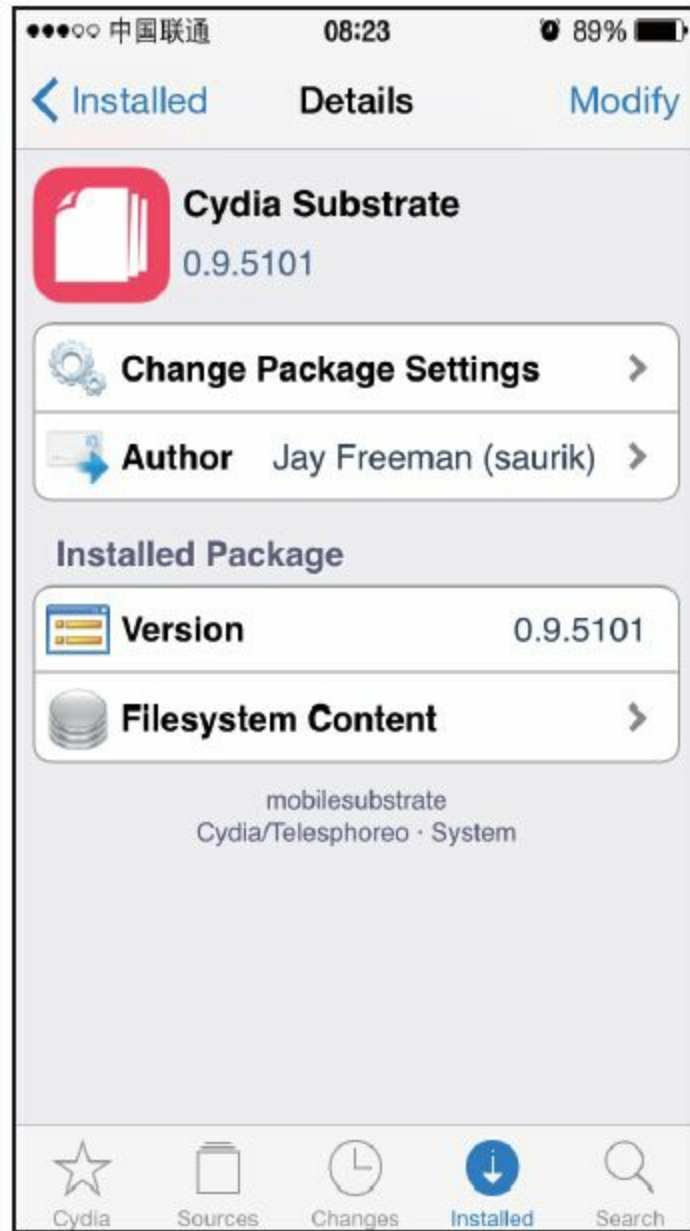 中国联通 08:23 89%
Installed Details Modify
Cydia Substrate
0.9.5101
Change Package Settings
Author Jay Freeman (saurik)
Installed Package
Version 0.9.5101
Filesystem Content
mobilesubstrate
Cydia/Telesphoreo · System
Cydia Sources Changes Installed Search